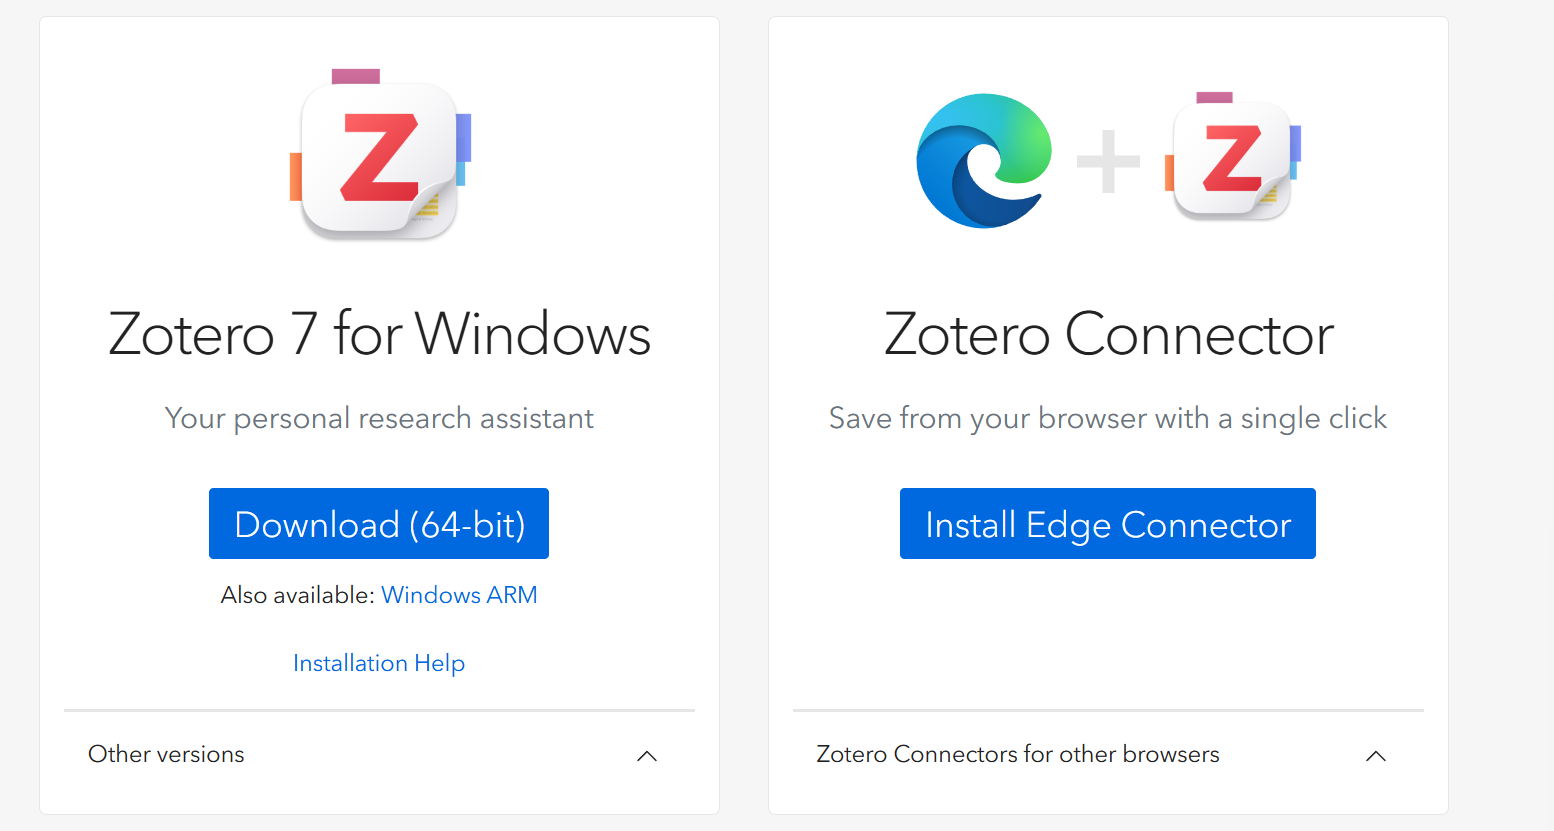 Z
Zotero 7 for Windows
Your personal research assistant
Download (64-bit)
Also available: Windows ARM
Installation Help
Other versions
Z
Zotero Connector
Save from your browser with a single click
Install Edge Connector
Zotero Connectors for other browsers